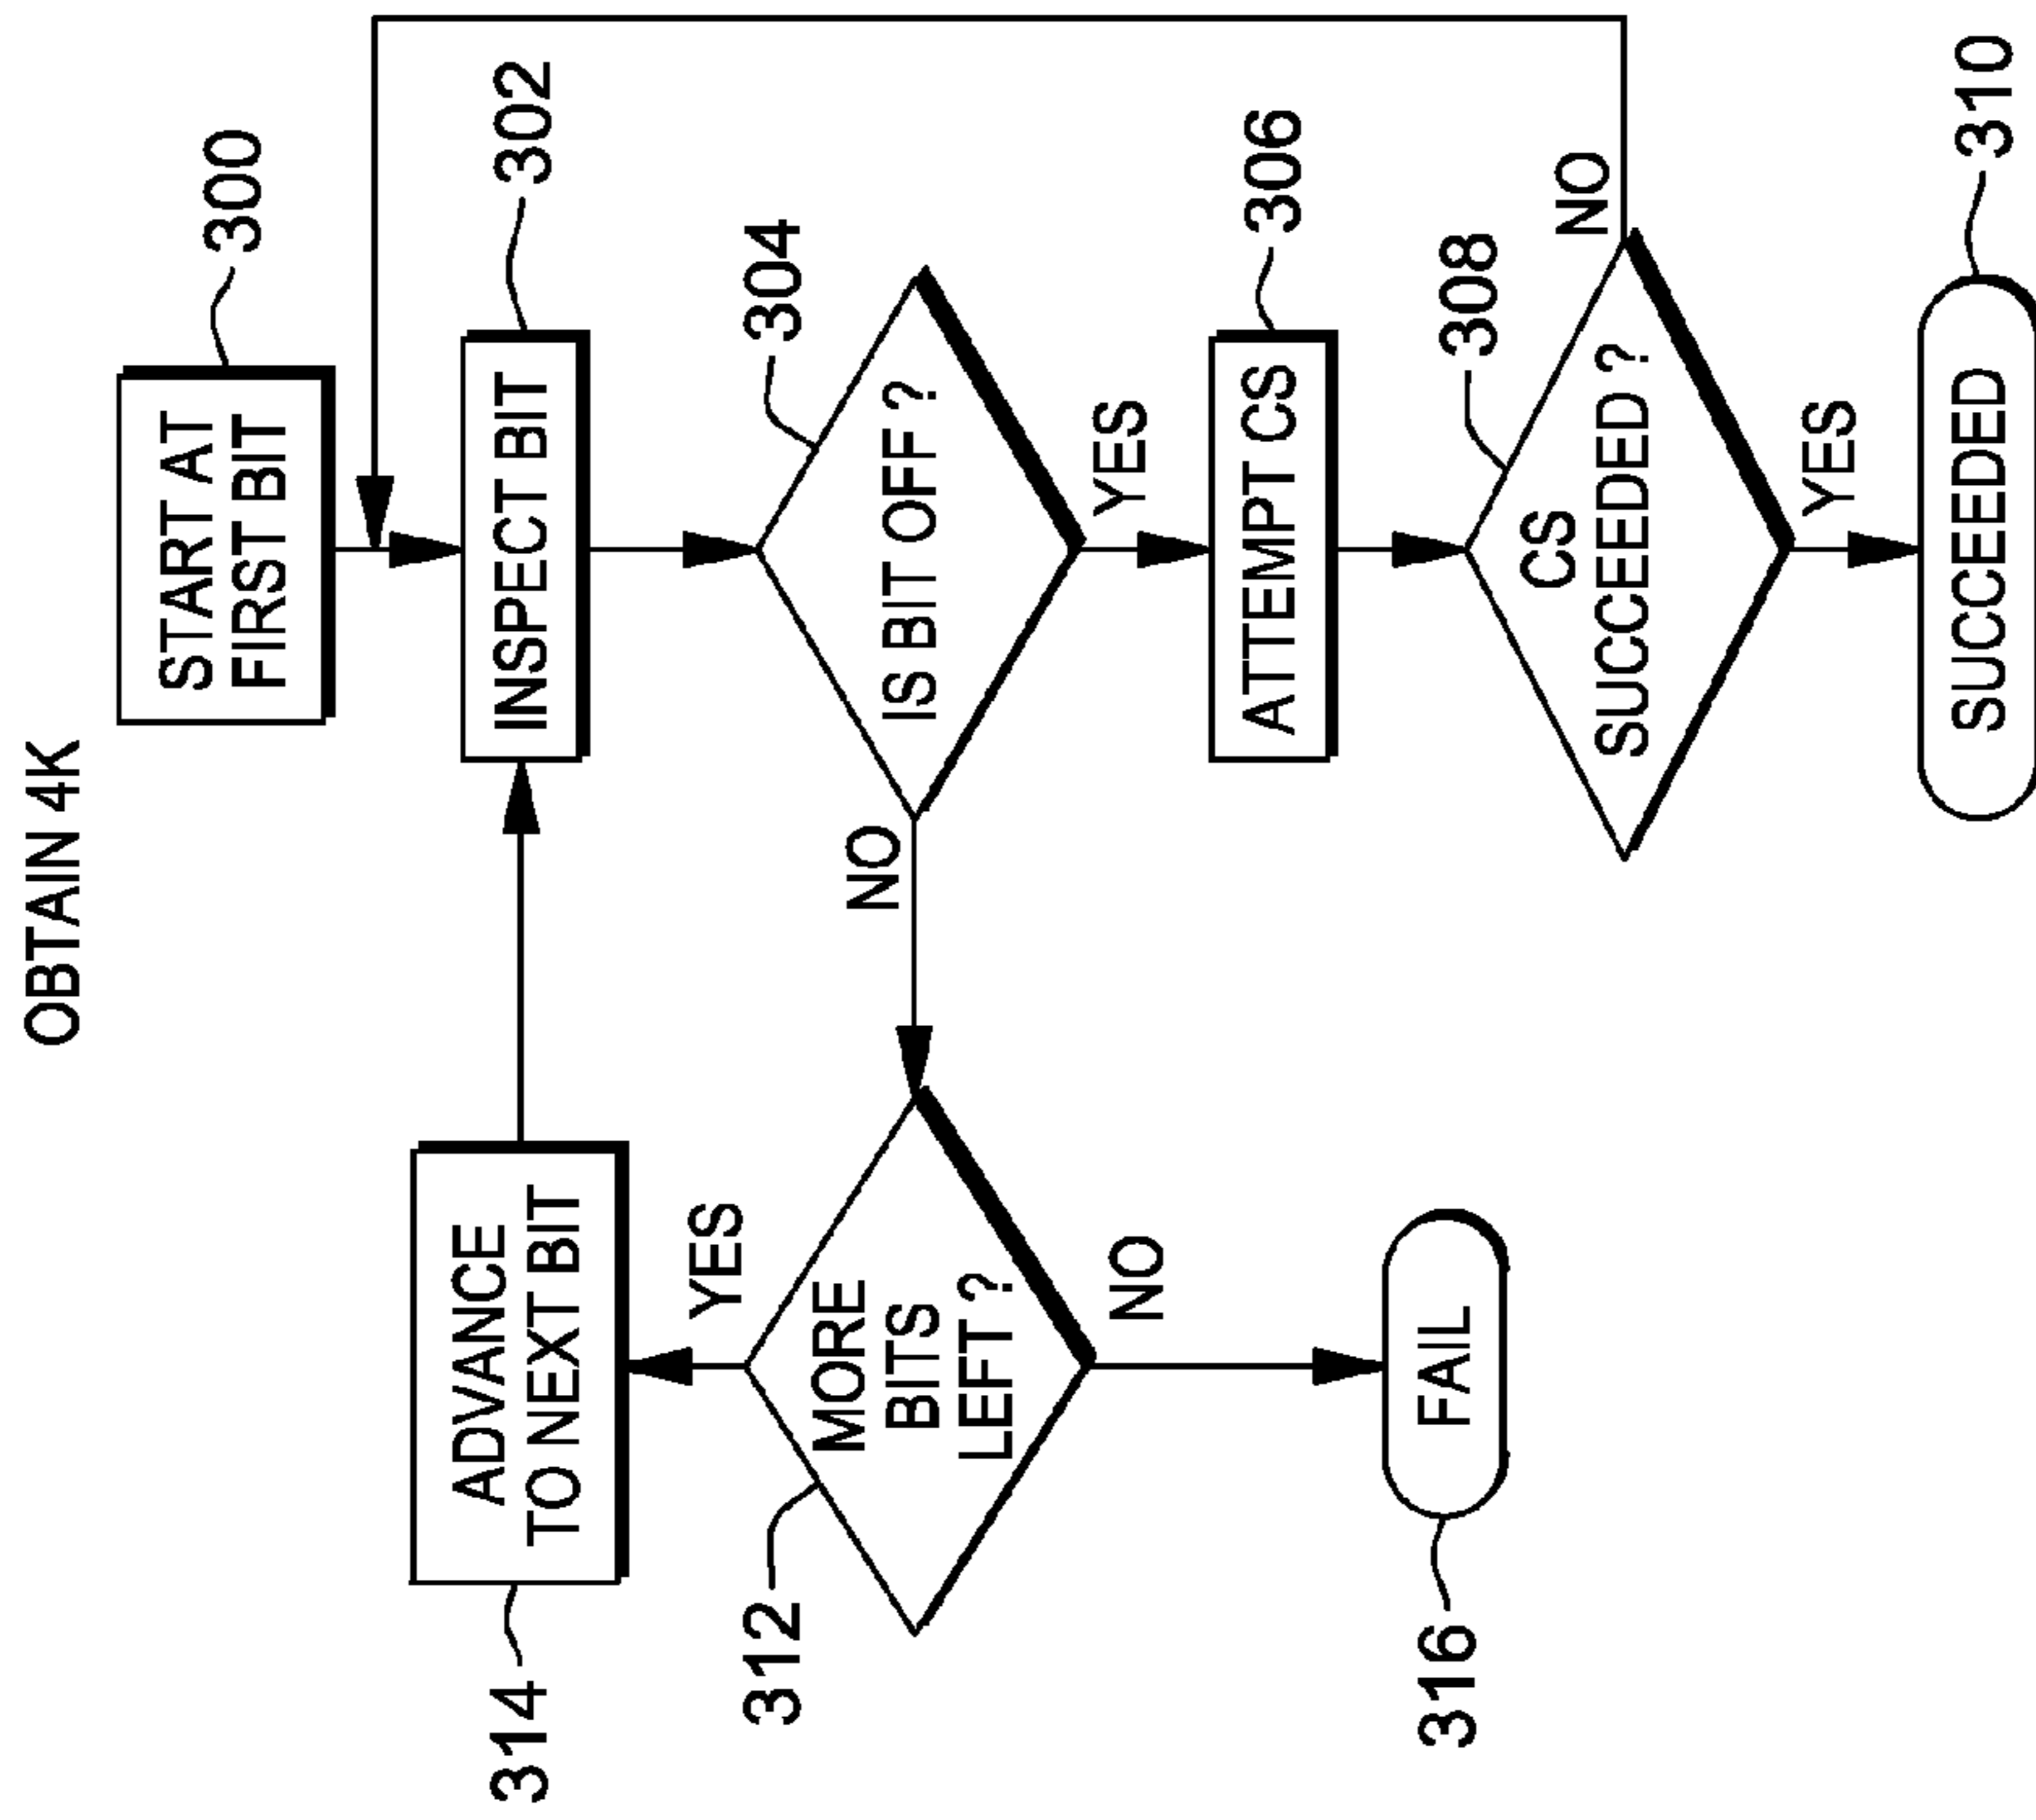 OBTAIN 4K
START AT
FIRST BIT
300
INSPECT BIT
302
IS BIT OFF ?
304
YES
NO
ATTEMPT CS
306
CS
SUCCEEDED ?
308
NO
YES
SUCCEEDED
310
MORE
BITS
LEFT ?
312
YES
NO
ADVANCE
TO NEXT BIT
314
FAIL
316